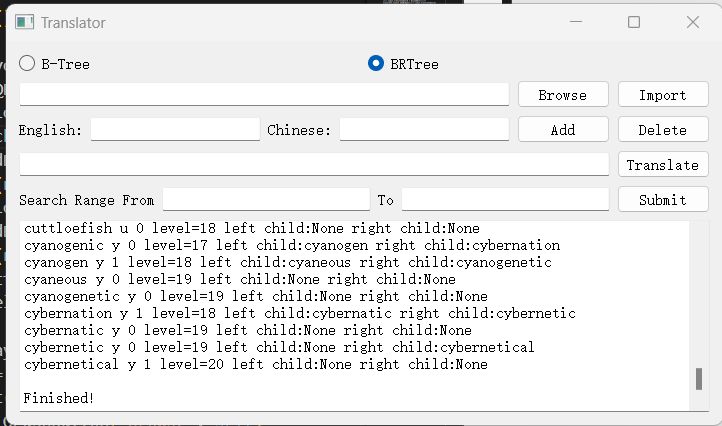 Translator
B-Tree BRTree
Browse Import
English: Chinese: Add Delete
Translate
Search Range From To Submit
cuttloefish u 0 level=18 left child:None right child:None
cyanogenic y 0 level=17 left child:cyanogen right child:cybernation
cyanogen y 1 level=18 left child:cyaneous right child:cyanogenetic
cyaneous y 0 level=19 left child:None right child:None
cyanogenetic y 0 level=19 left child:None right child:None
cybernation y 1 level=18 left child:cybernatic right child:cybernetic
cybernatic y 0 level=19 left child:None right child:None
cybernetic y 0 level=19 left child:None right child:cybernetical
cybernetical y 1 level=20 left child:None right child:None
Finished!